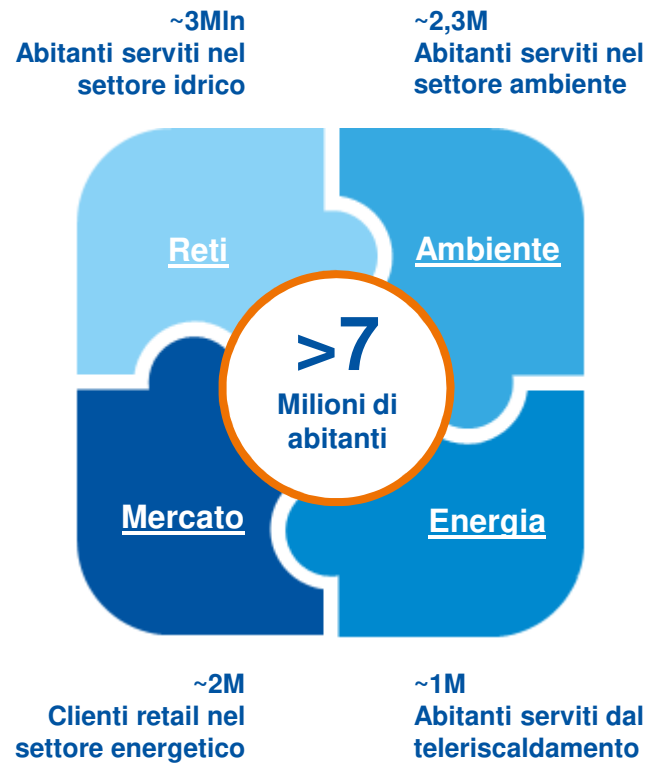 ~3Mln
Abitanti serviti nel
settore idrico
~2,3M
Abitanti serviti nel
settore ambiente
Reti
Ambiente
>7
Milioni di
abitanti
Mercato
Energia
~2M
Clienti retail nel
settore energetico
~1M
Abitanti serviti dal
teleriscaldamento